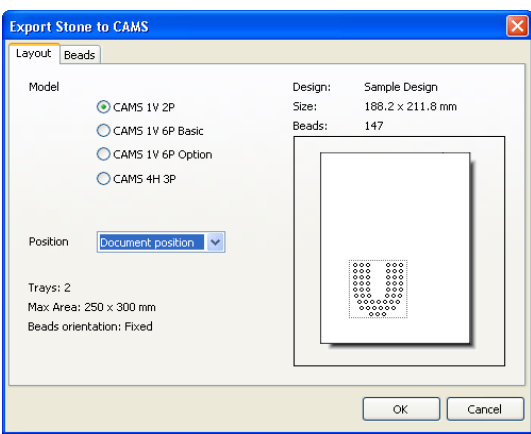 Export Stone to CAMS
Layout
Beads
Model
CAMS 1V 2P
CAMS 1V 6P Basic
CAMS 1V 6P Option
CAMS 4H 3P
Position
Document position
Trays: 2
Max Area: 250 x 300 mm
Beads orientation: Fixed
Design: Sample Design
Size: 188.2 x 211.8 mm
Beads: 147
OK
Cancel